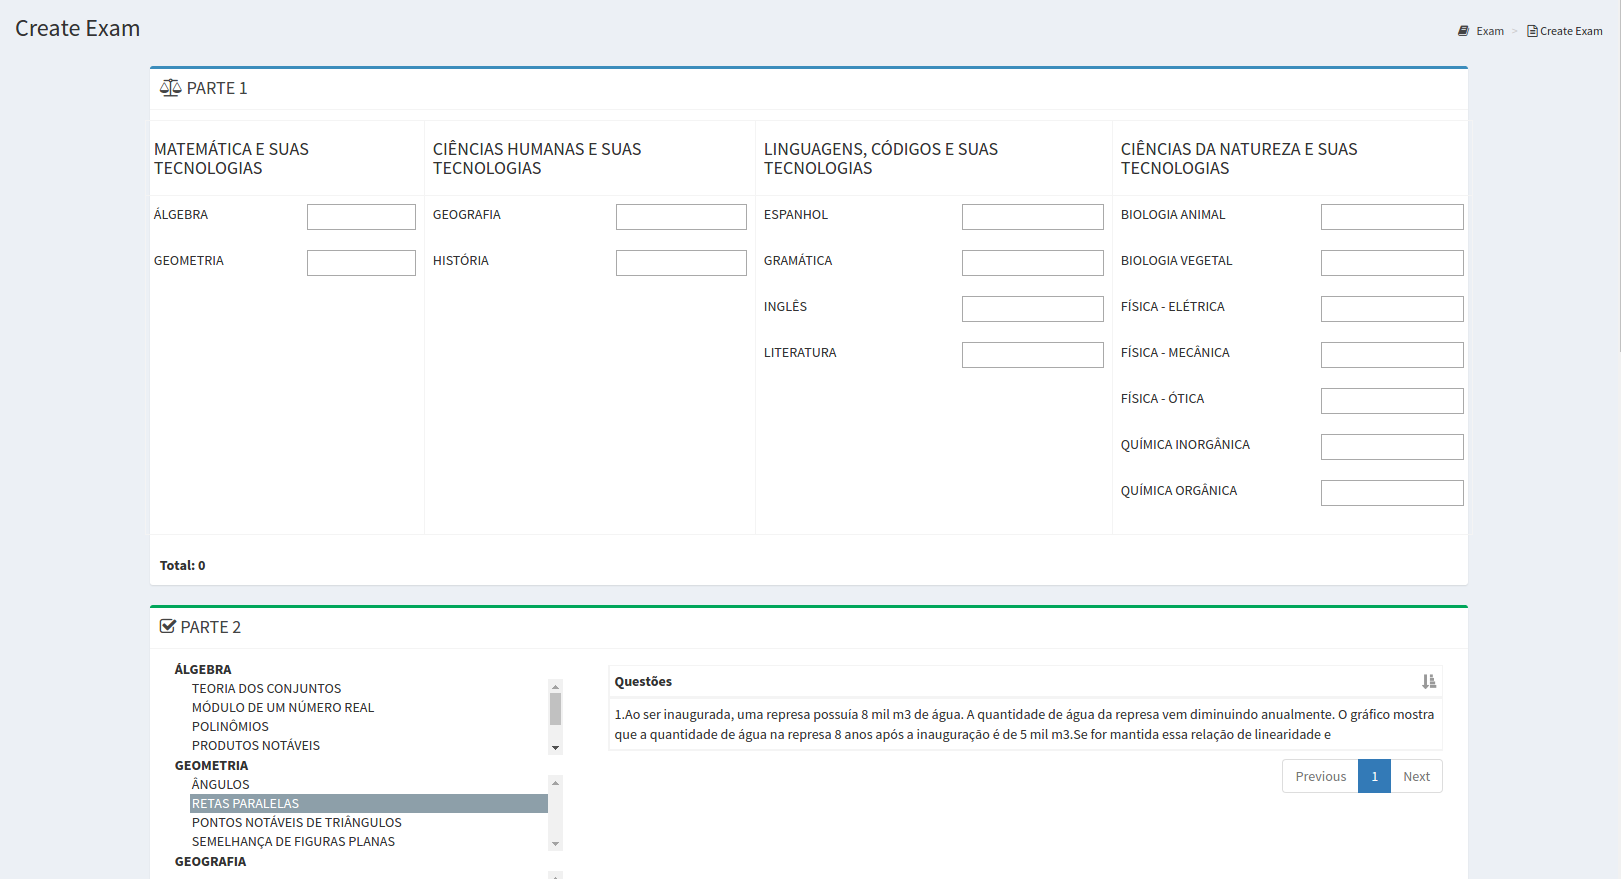 Create Exam
Exam > Create Exam
PARTE 1
MATEMÁTICA E SUAS
TECNOLOGIAS
CIÊNCIAS HUMANAS E SUAS
TECNOLOGIAS
LINGUAGENS, CÓDIGOS E SUAS
TECNOLOGIAS
CIÊNCIAS DA NATUREZA E SUAS
TECNOLOGIAS
ÁLGEBRA
GEOMETRIA
GEOGRAFIA
HISTÓRIA
ESPANHOL
GRAMÁTICA
INGLÊS
LITERATURA
BIOLOGIA ANIMAL
BIOLOGIA VEGETAL
FÍSICA - ELÉTRICA
FÍSICA - MECÂNICA
FÍSICA - ÓTICA
QUÍMICA INORGÂNICA
QUÍMICA ORGÂNICA
Total: 0
PARTE 2
ÁLGEBRA
TEORIA DOS CONJUNTOS
MÓDULO DE UM NÚMERO REAL
POLINÔMIOS
PRODUTOS NOTÁVEIS
GEOMETRIA
ÂNGULOS
RETAS PARALELAS
PONTOS NOTÁVEIS DE TRIÂNGULOS
SEMELHANÇA DE FIGURAS PLANAS
GEOGRAFIA
Questões
1.Ao ser inaugurada, uma represa possuía 8 mil m3 de água. A quantidade de água da represa vem diminuindo anualmente. O gráfico mostra
que a quantidade de água na represa 8 anos após a inauguração é de 5 mil m3.Se for mantida essa relação de linearidade e
Previous 1 Next